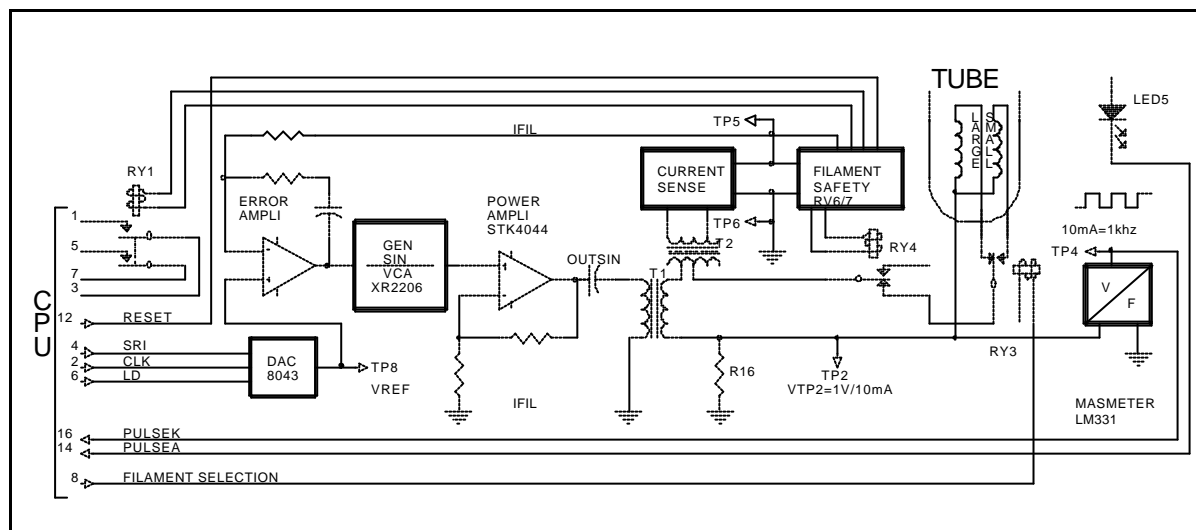 TUBE
LED5
TP5
IFIL
LARGE
SMALL
RY1
CURRENT
SENSE
FILAMENT
SAFETY
RV6/7
ERROR
AMPLI
POWER
AMPLI
STK4044
1
5
7
3
TP6
T2
RY4
10mA=1khz
TP4
GEN
SIN
VCA
XR2206
OUTSIN
T1
V
F
CPU
12 RESET
4 SRI
2 CLK
6 LD
DAC
8043
TP8
VREF
IFIL
R16
TP2
VTP2=1V/10mA
RY3
MASMETER
LM331
16 PULSEK
14 PULSEA
8 FILAMENT SELECTION